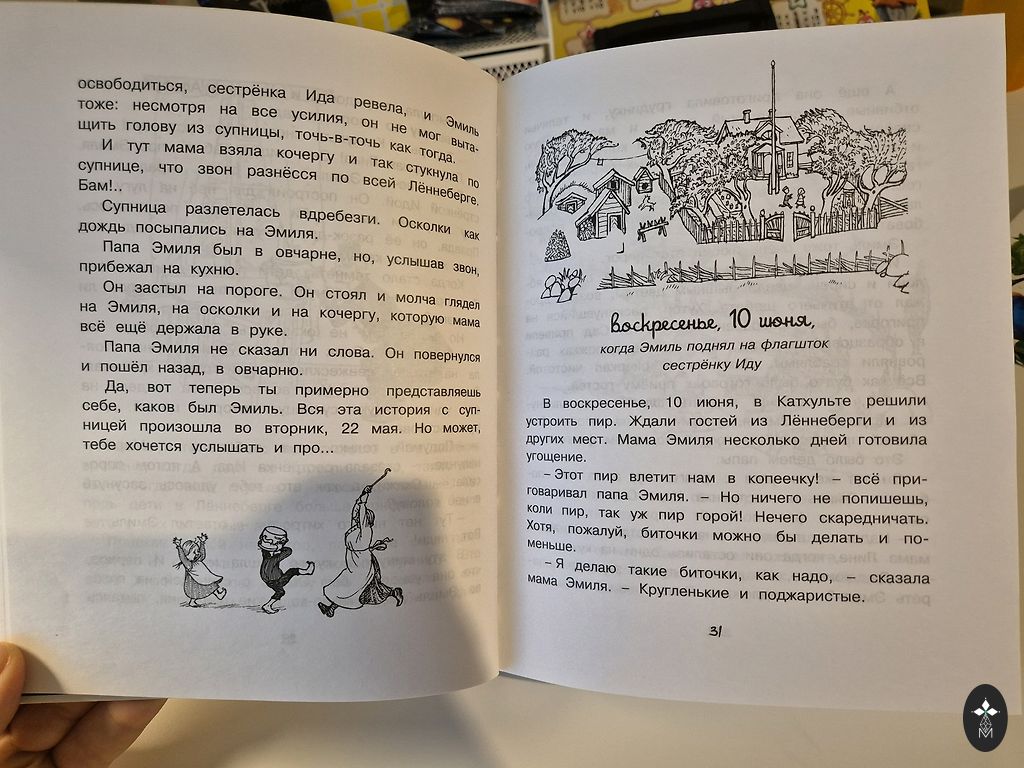 освободиться, сестрёнка Ида ревела, и Эмиль
тоже: несмотря на все усилия, он не мог выта-
щить голову из супницы, точь-в-точь как тогда.
И тут мама взяла кочергу и так стукнула по
супнице, что звон разнёсся по всей Лённеберге.
Бам!..
Супница разлетелась вдребезги. Осколки как
дождь посыпались на Эмиля.
Папа Эмиля был в овчарне, но, услышав звон,
прибежал на кухню.
Он застыл на пороге. Он стоял и молча глядел
на Эмиля, на осколки и на кочергу, которую мама
всё ещё держала в руке.
Папа Эмиля не сказал ни слова. Он повернулся
и пошёл назад, в овчарню.
Да, вот теперь ты примерно представляешь
себе, каков был Эмиль. Вся эта история с суп-
ницей произошла во вторник, 22 мая. Но может,
тебе хочется услышать и про...
воскресенье, 10 июня,
когда Эмиль поднял на флагшток
сестрёнку Иду
В воскресенье, 10 июня, в Катхульте решили
устроить пир. Ждали гостей из Лённеберги и из
других мест. Мама Эмиля несколько дней готовила
угощение.
– Этот пир влетит нам в копеечку! – всё при-
говаривал папа Эмиля. – Но ничего не попишешь,
коли пир, так уж пир горой! Нечего скаредничать.
Хотя, пожалуй, биточки можно бы делать и по-
меньше.
– Я делаю такие биточки, как надо, – сказала
мама Эмиля. – Кругленькие и поджаристые.
31
M